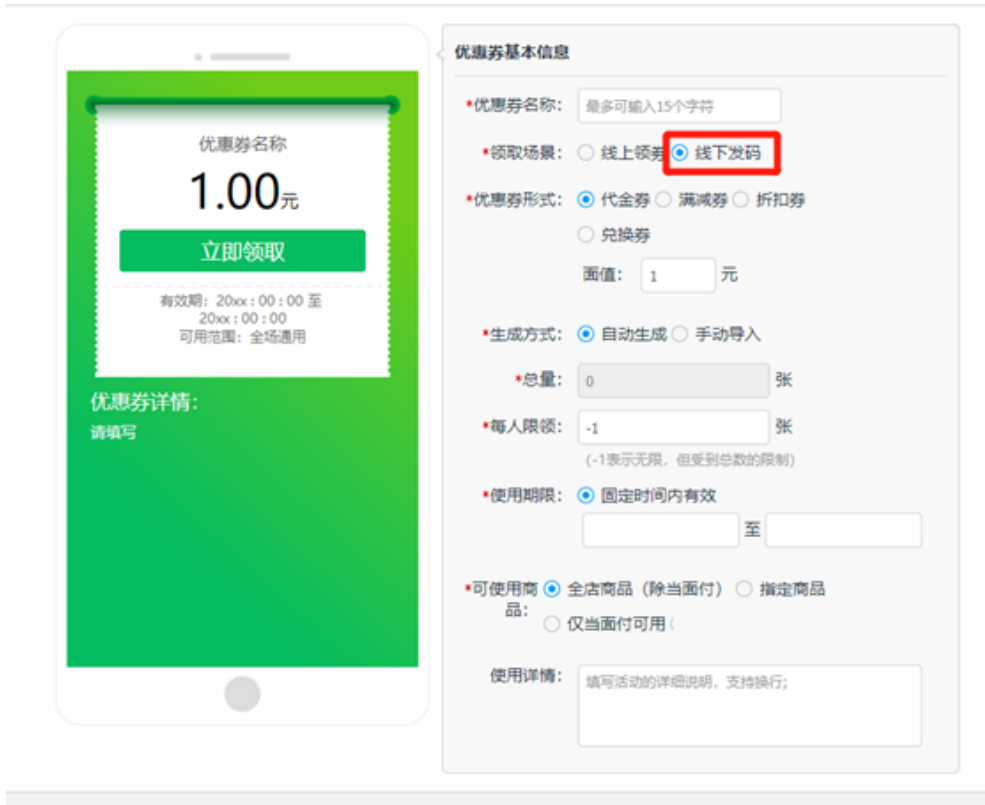 优惠券名称
1.00元
立即领取
有效期：20xx : 00 : 00 至
20xx : 00 : 00
可用范围：全场通用
优惠券详情：
请填写
优惠券基本信息
*优惠券名称： 最多可输入15个字符
*领取场景： 线上领券 线下发码
*优惠券形式： 代金券 满减券 折扣券
兑换券
面值： 1 元
*生成方式： 自动生成 手动导入
*总量： 0 张
*每人限领： -1 张
(-1表示无限，但受到总数的限制)
*使用期限： 固定时间内有效
至
*可使用商 全店商品（除当面付） 指定商品
品： 仅当面付可用（
使用详情： 填写活动的详细说明，支持换行;